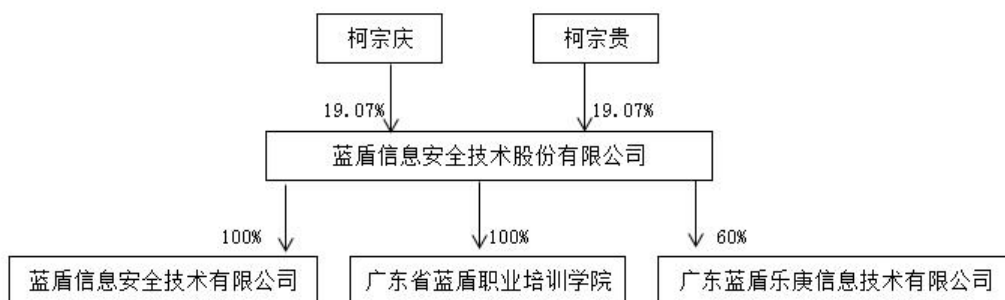 柯宗庆
柯宗贵
19.07%
19.07%
蓝盾信息安全技术股份有限公司
100%
100%
60%
蓝盾信息安全技术有限公司
广东省蓝盾职业培训学院
广东蓝盾乐庚信息技术有限公司